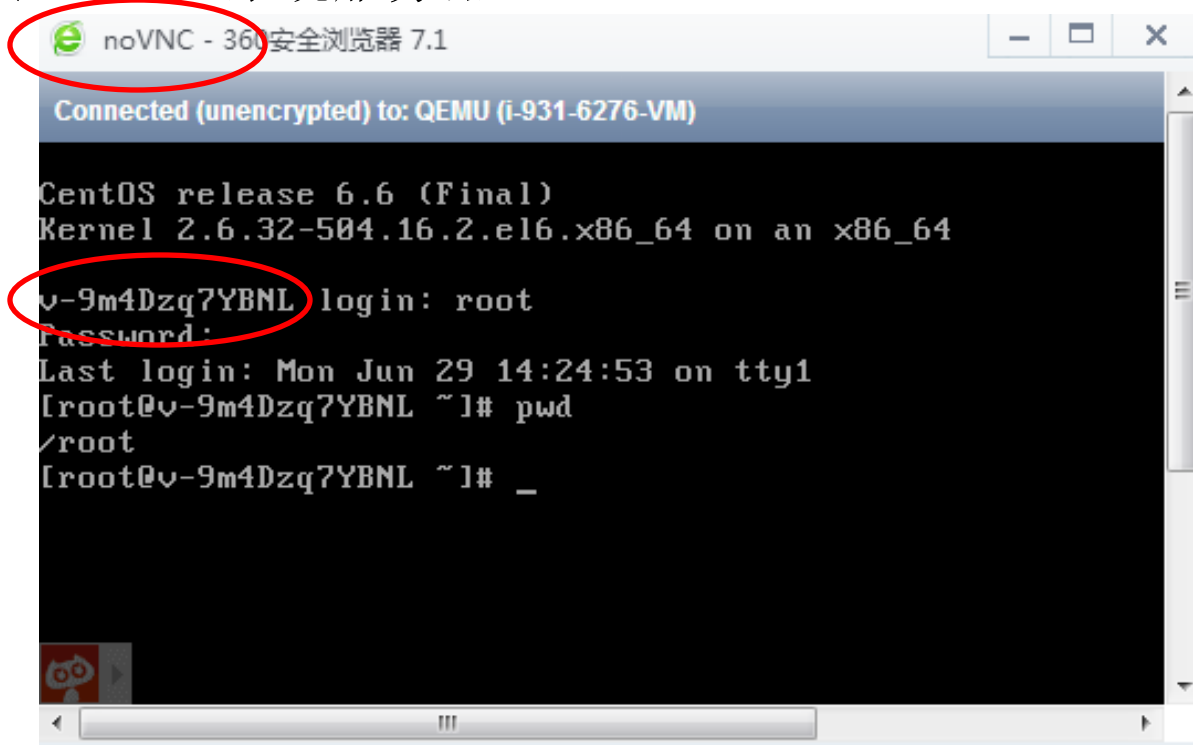 noVNC - 360安全浏览器 7.1
Connected (unencrypted) to: QEMU (i-931-6276-VM)
CentOS release 6.6 (Final)
Kernel 2.6.32-504.16.2.el6.x86_64 on an x86_64
v-9m4Dzq7YBNL login: root
Password:
Last login: Mon Jun 29 14:24:53 on tty1
[root@v-9m4Dzq7YBNL ~]# pwd
/root
[root@v-9m4Dzq7YBNL ~]# _